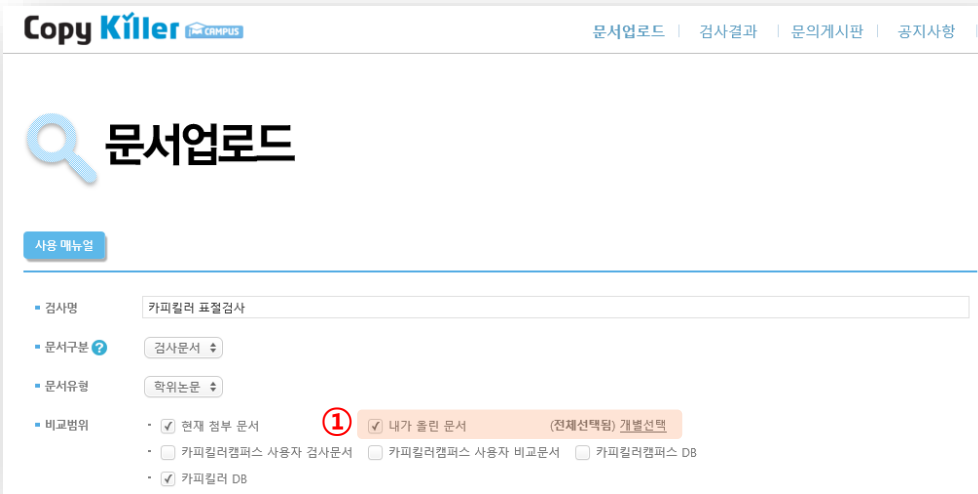 Copy Killer CAMPUS
문서업로드 검사결과 문의게시판 공지사항
문서업로드
사용 매뉴얼
검사명 카피킬러 표절검사
문서구분 ? 검사문서
문서유형 학위논문
비교범위 현재 첨부 문서 ① 내가 올린 문서 (전체선택됨) 개별선택
카피킬러캠퍼스 사용자 검사문서 카피킬러캠퍼스 사용자 비교문서 카피킬러캠퍼스 DB
카피킬러 DB